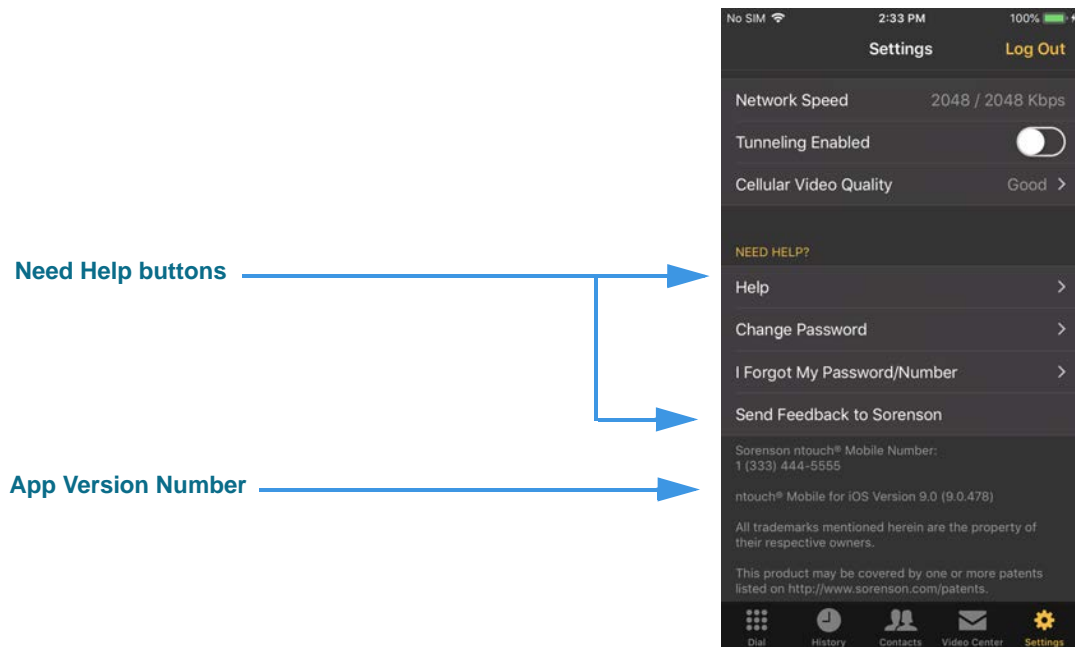 No SIM 2:33 PM 100%
Settings Log Out
Network Speed 2048 / 2048 Kbps
Tunneling Enabled
Cellular Video Quality Good
NEED HELP?
Need Help buttons
Help
Change Password
I Forgot My Password/Number
Send Feedback to Sorenson
Sorenson ntouch® Mobile Number:
1 (333) 444-5555
App Version Number
ntouch® Mobile for iOS Version 9.0 (9.0.478)
All trademarks mentioned herein are the property of
their respective owners.
This product may be covered by one or more patents
listed on http://www.sorenson.com/patents.
Dial History Contacts Video Center Settings